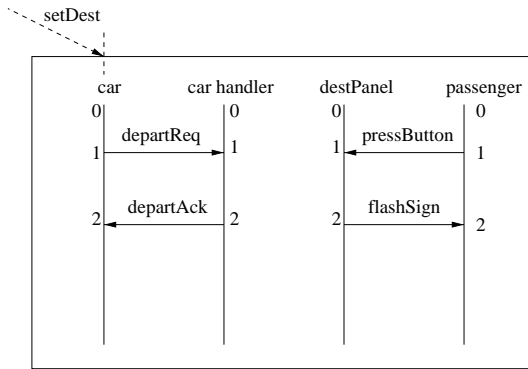 setDest
car car handler destPanel passenger
0 0 0 0
departReq pressButton
1 1 1 1
departAck flashSign
2 2 2 2